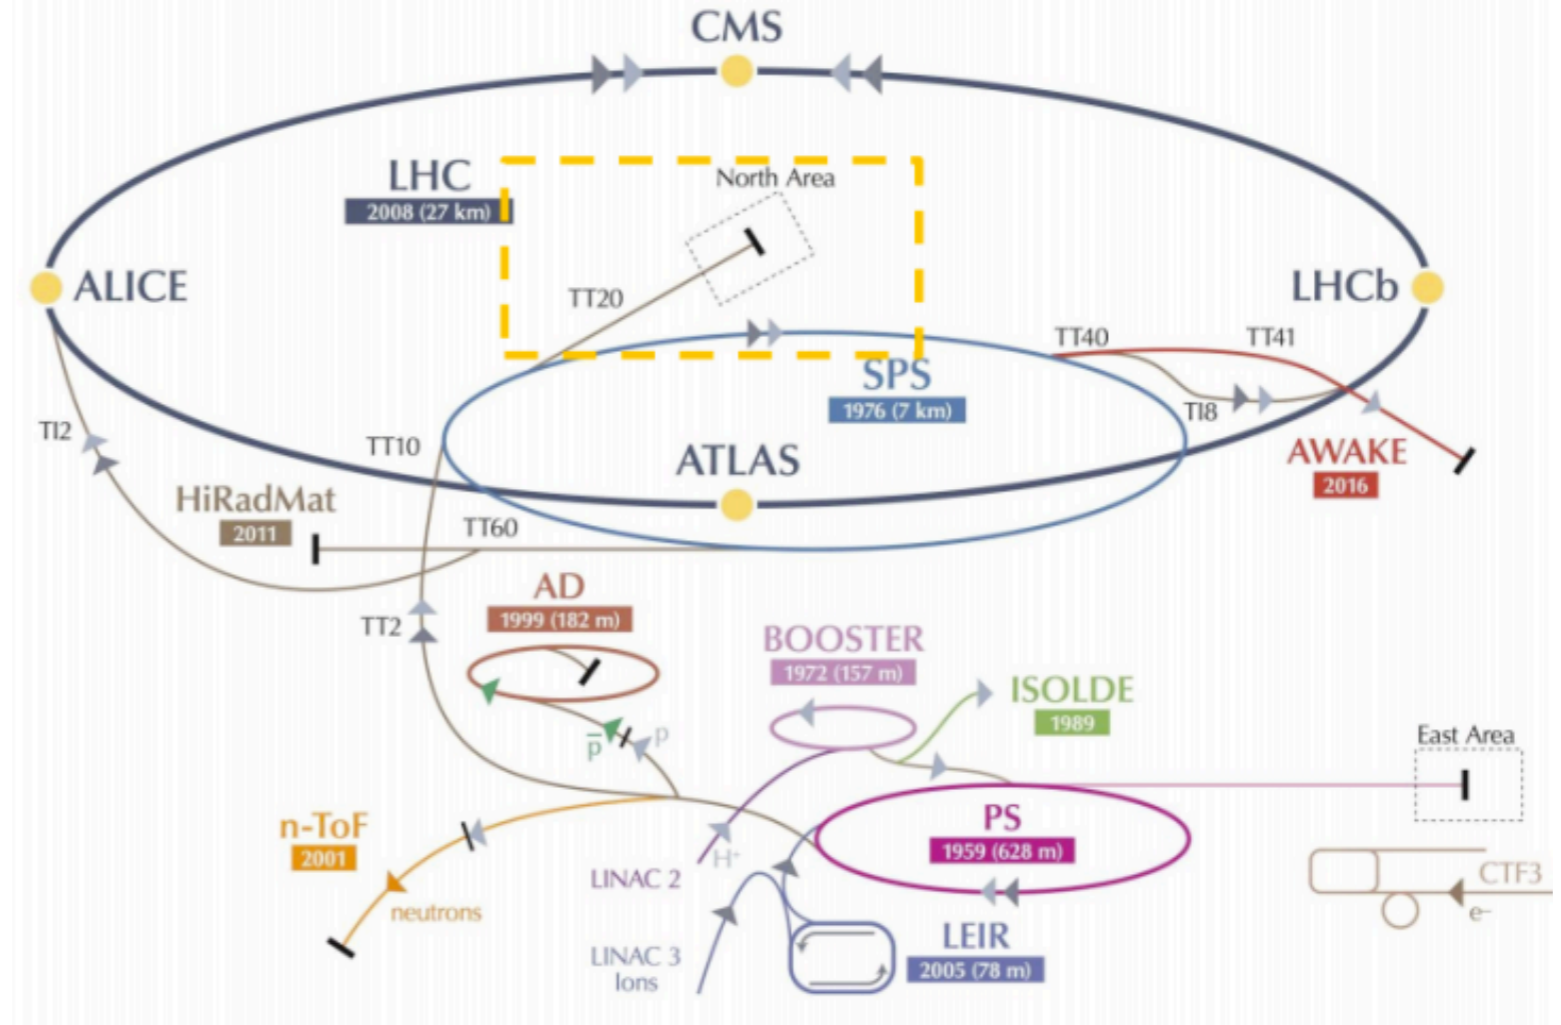 CMS
LHC
2008 (27 km)
North Area
ALICE
TT20
LHCb
TT40
TT41
SPS
1976 (7 km)
TI8
TI2
TT10
ATLAS
AWAKE
2016
HiRadMat
2011
TT60
AD
1999 (182 m)
TT2
BOOSTER
1972 (157 m)
ISOLDE
1989
p̅
p
East Area
n-ToF
2001
PS
1959 (628 m)
H⁺
LINAC 2
neutrons
CTF3
e–
LEIR
2005 (78 m)
LINAC 3
Ions